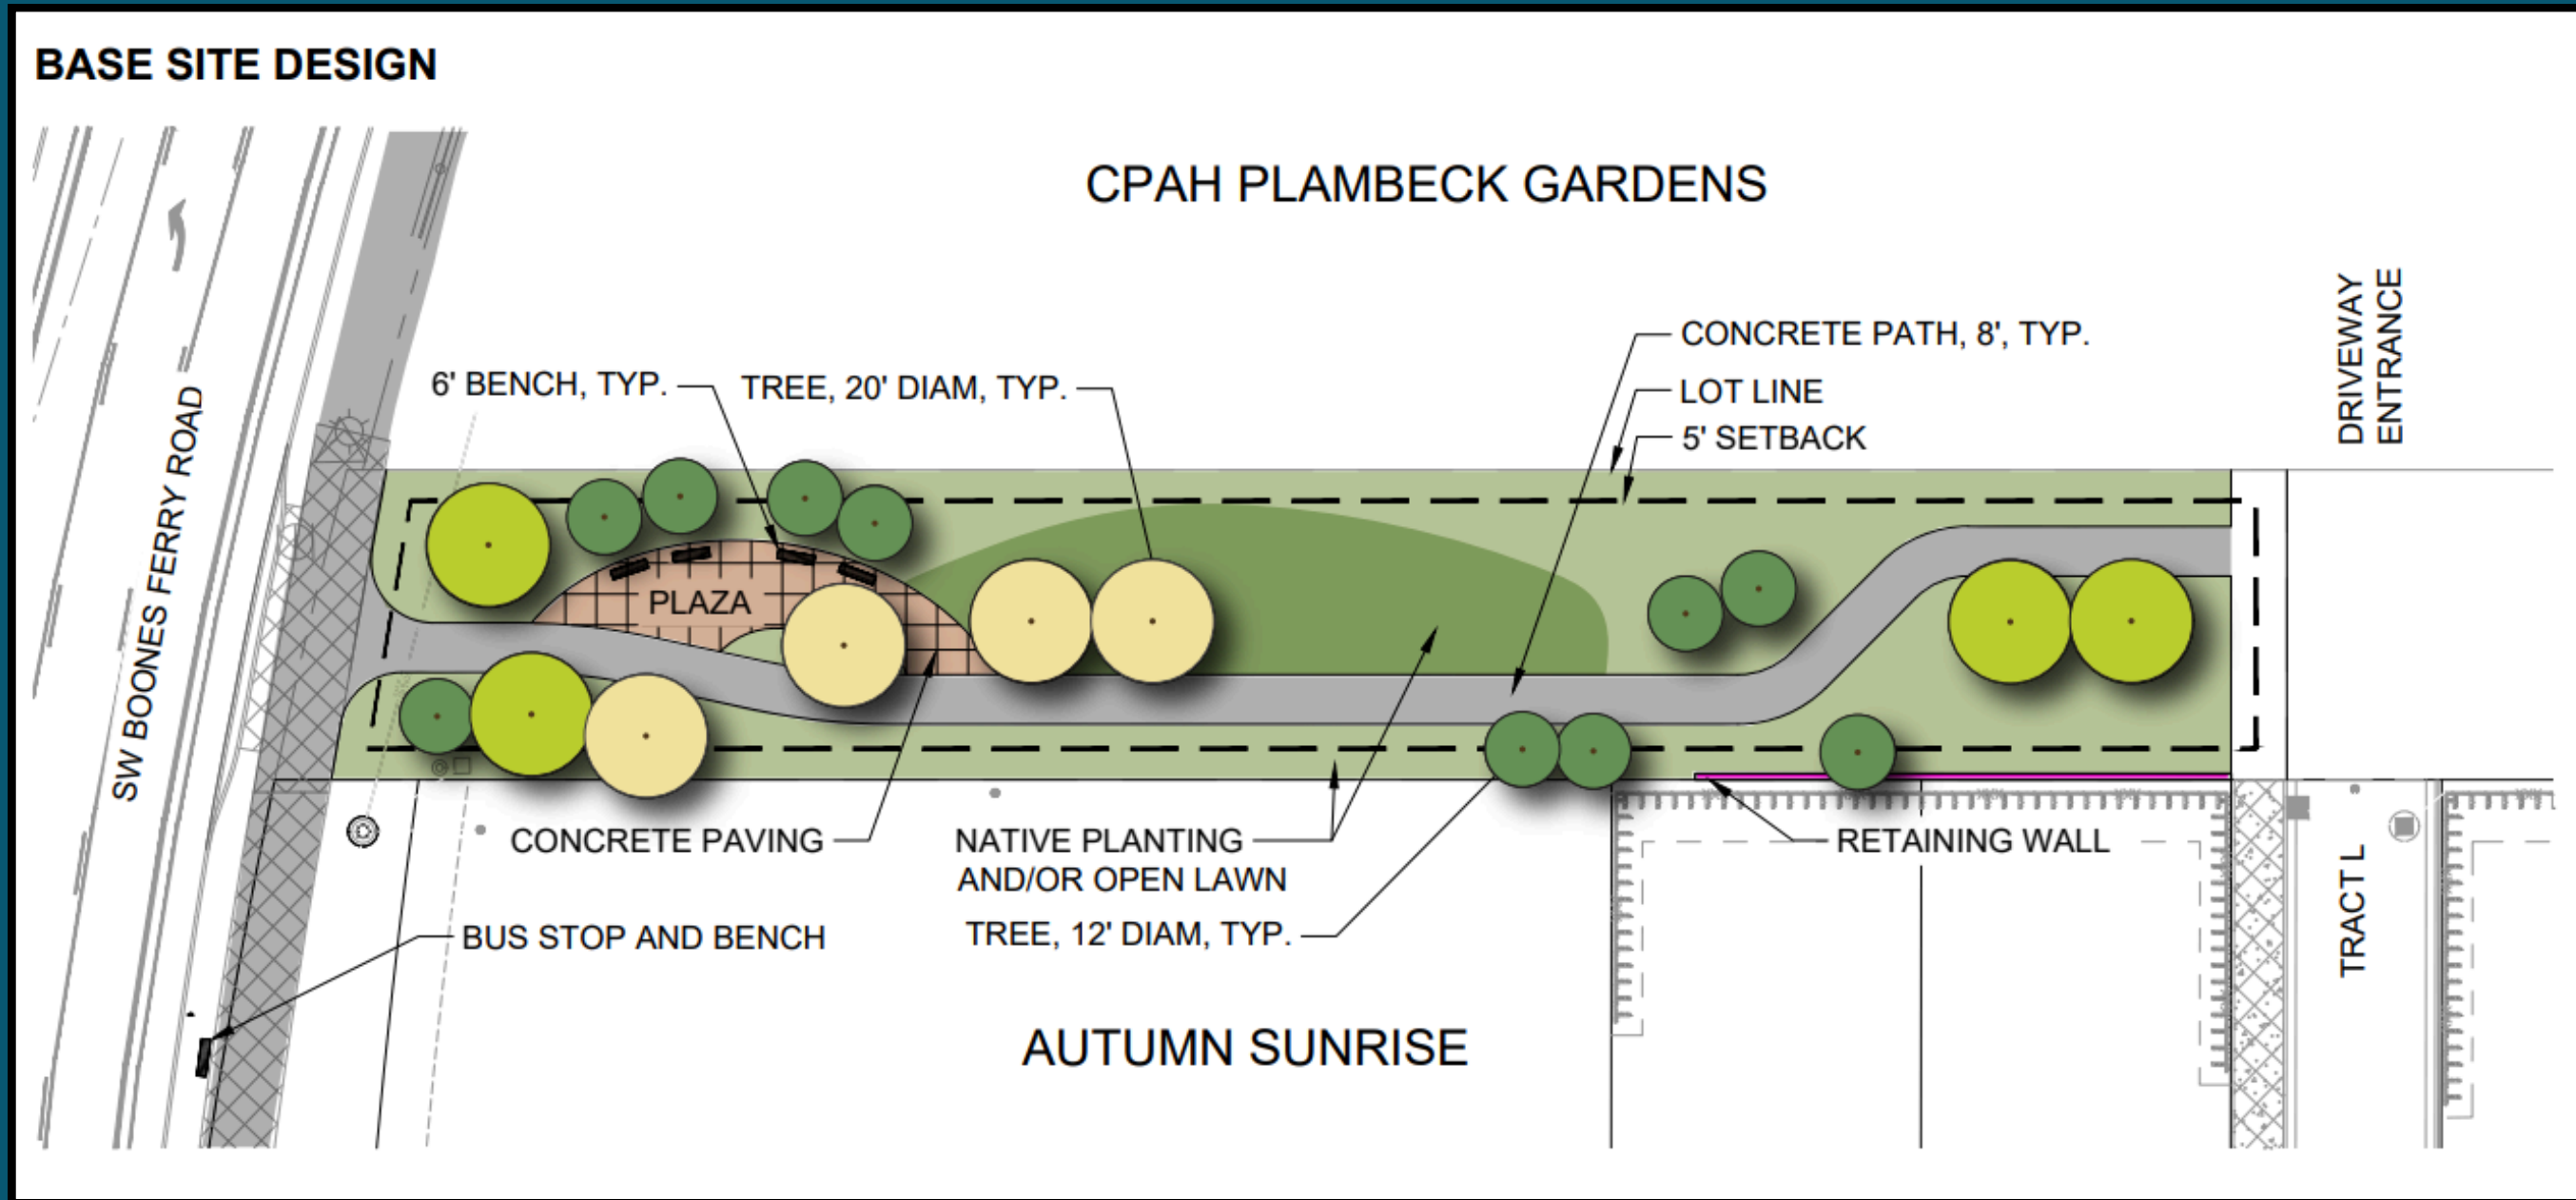 BASE SITE DESIGN
CPAH PLAMBECK GARDENS
DRIVEWAY
ENTRANCE
CONCRETE PATH, 8', TYP.
LOT LINE
5' SETBACK
6' BENCH, TYP.
TREE, 20' DIAM, TYP.
SW BOONES FERRY ROAD
PLAZA
CONCRETE PAVING
NATIVE PLANTING
AND/OR OPEN LAWN
RETAINING WALL
TREE, 12' DIAM, TYP.
BUS STOP AND BENCH
TRACT L
AUTUMN SUNRISE